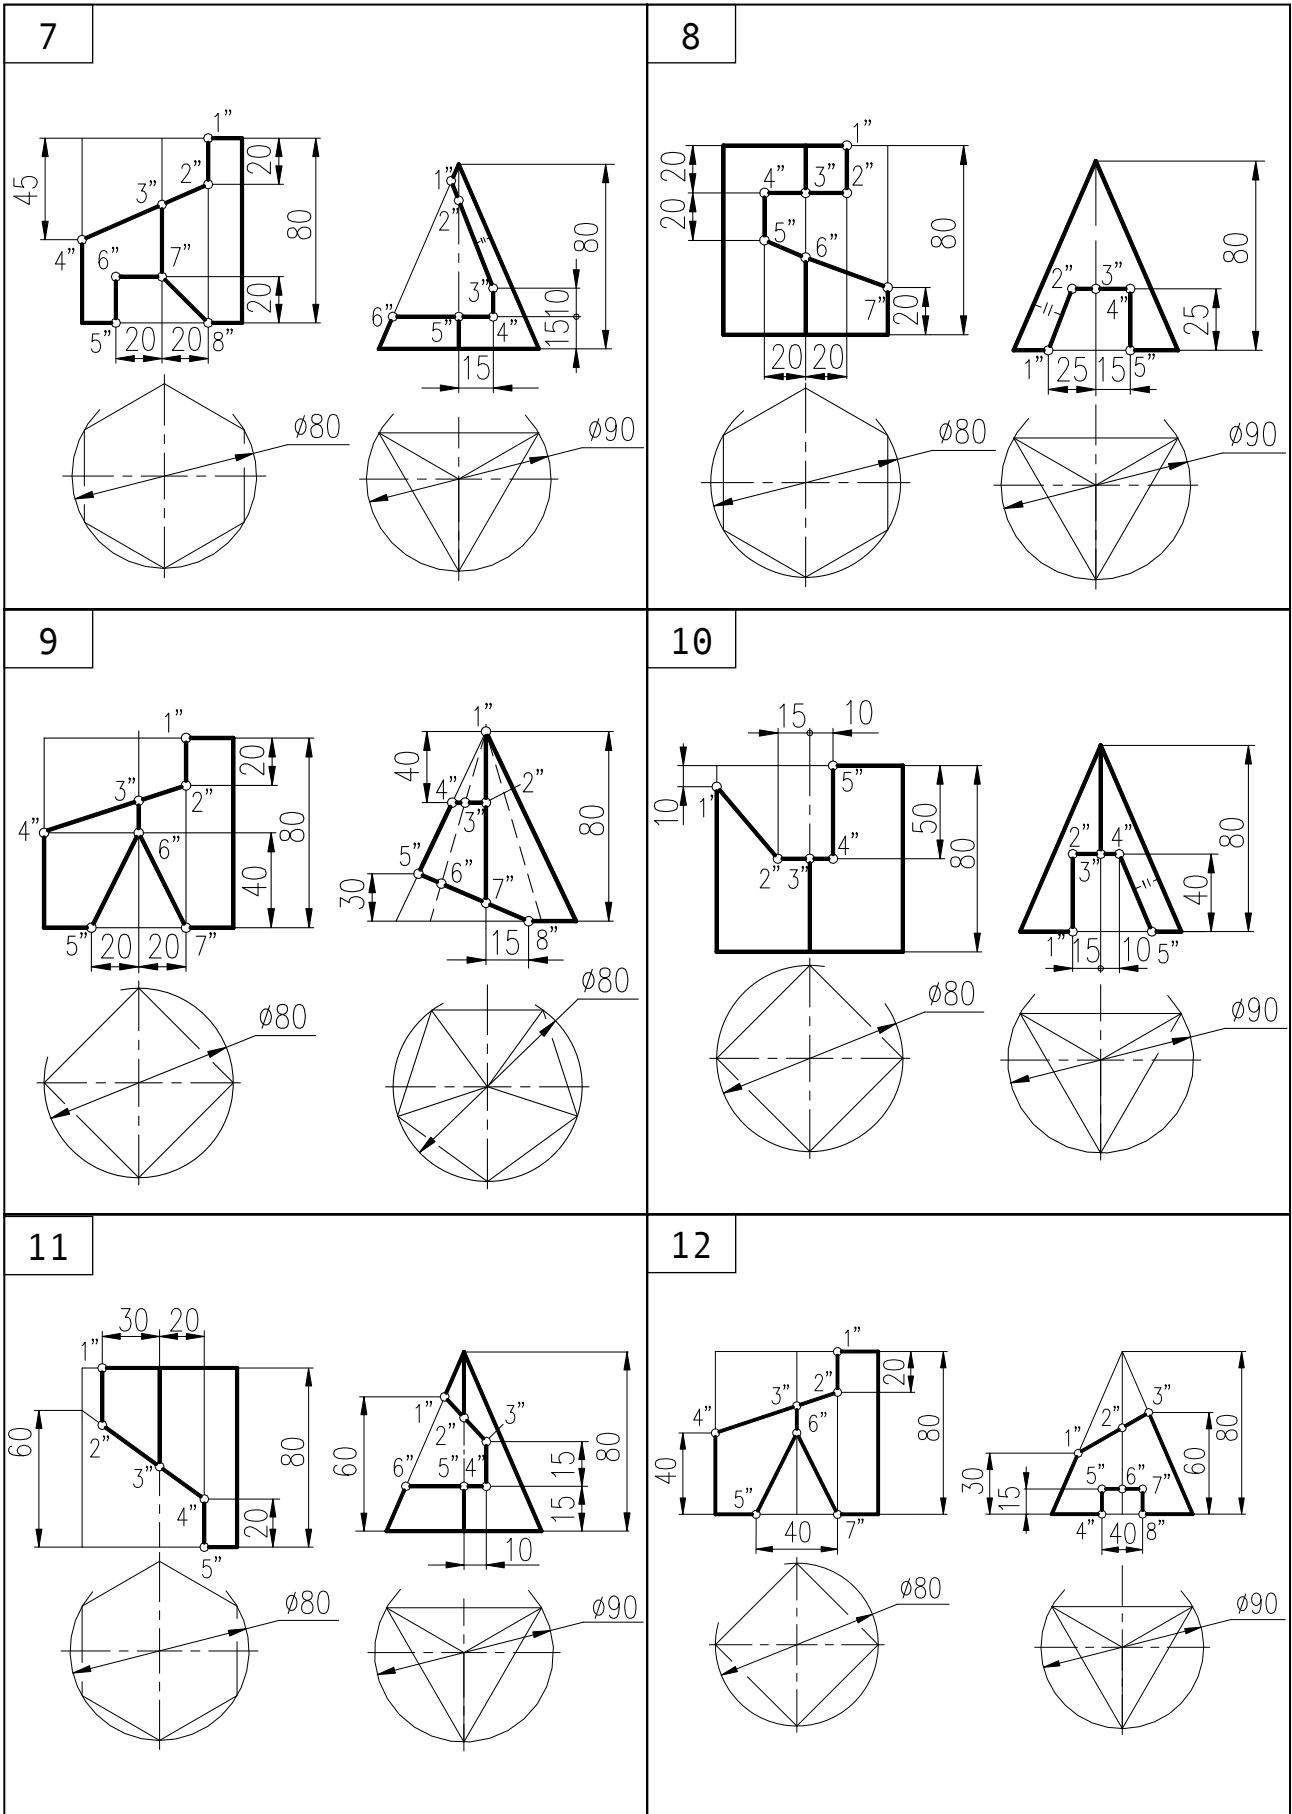 7
1” 2” 3” 4” 5” 6” 7” 8”
45 20 80 20 20 20
ø80
1” 2” 3” 4” 5” 6”
80 10 15 15
ø90
8
1” 2” 3” 4” 5” 6” 7”
20 20 80 20 20 20
ø80
1” 2” 3” 4” 5”
80 25 25 15
ø90
9
1” 2” 3” 4” 5” 6” 7”
20 80 40 20 20
ø80
1” 2” 3” 4” 5” 6” 7” 8”
40 80 30 15
ø80
10
15 10
1” 2” 3” 4” 5”
10 50 80
ø80
1” 2” 3” 4” 5”
80 40 15 10
ø90
11
30 20
1” 2” 3” 4” 5”
60 80 20
ø80
1” 2” 3” 4” 5” 6”
60 80 15 15 10
ø90
12
1” 2” 3” 4” 5” 6” 7”
20 80 40 40
ø80
1” 2” 3” 4” 5” 6” 7” 8”
30 15 60 80 40
ø90